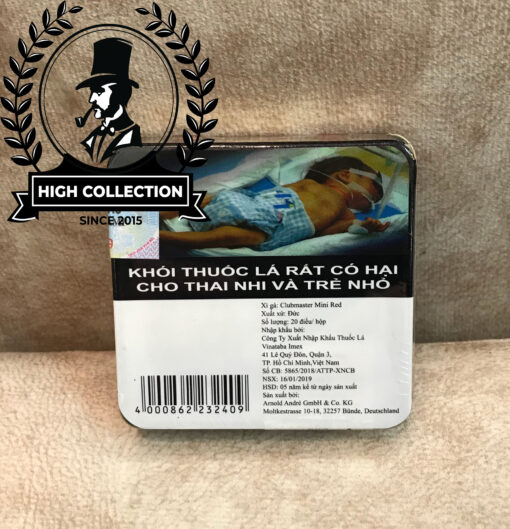 HIGH COLLECTION
SINCE 2015
KHÓI THUỐC LÁ RẤT CÓ HẠI
CHO THAI NHI VÀ TRẺ NHỎ
Xì gà: Clubmaster Mini Red
Xuất xứ: Đức
Số lượng: 20 điếu/ hộp
Nhập khẩu bởi:
Công Ty Xuất Nhập Khẩu Thuốc Lá
Vinataba Imex
41 Lê Quý Đôn, Quận 3,
TP. Hồ Chí Minh,Việt Nam
Số CB: 5865/2018/ATTP-XNCB
NSX: 16/01/2019
HSD: 05 năm kể từ ngày sản xuất
Sản xuất bởi:
Arnold André GmbH & Co. KG
Moltkestrasse 10-18, 32257 Bünde, Deutschland
4 000862 232409